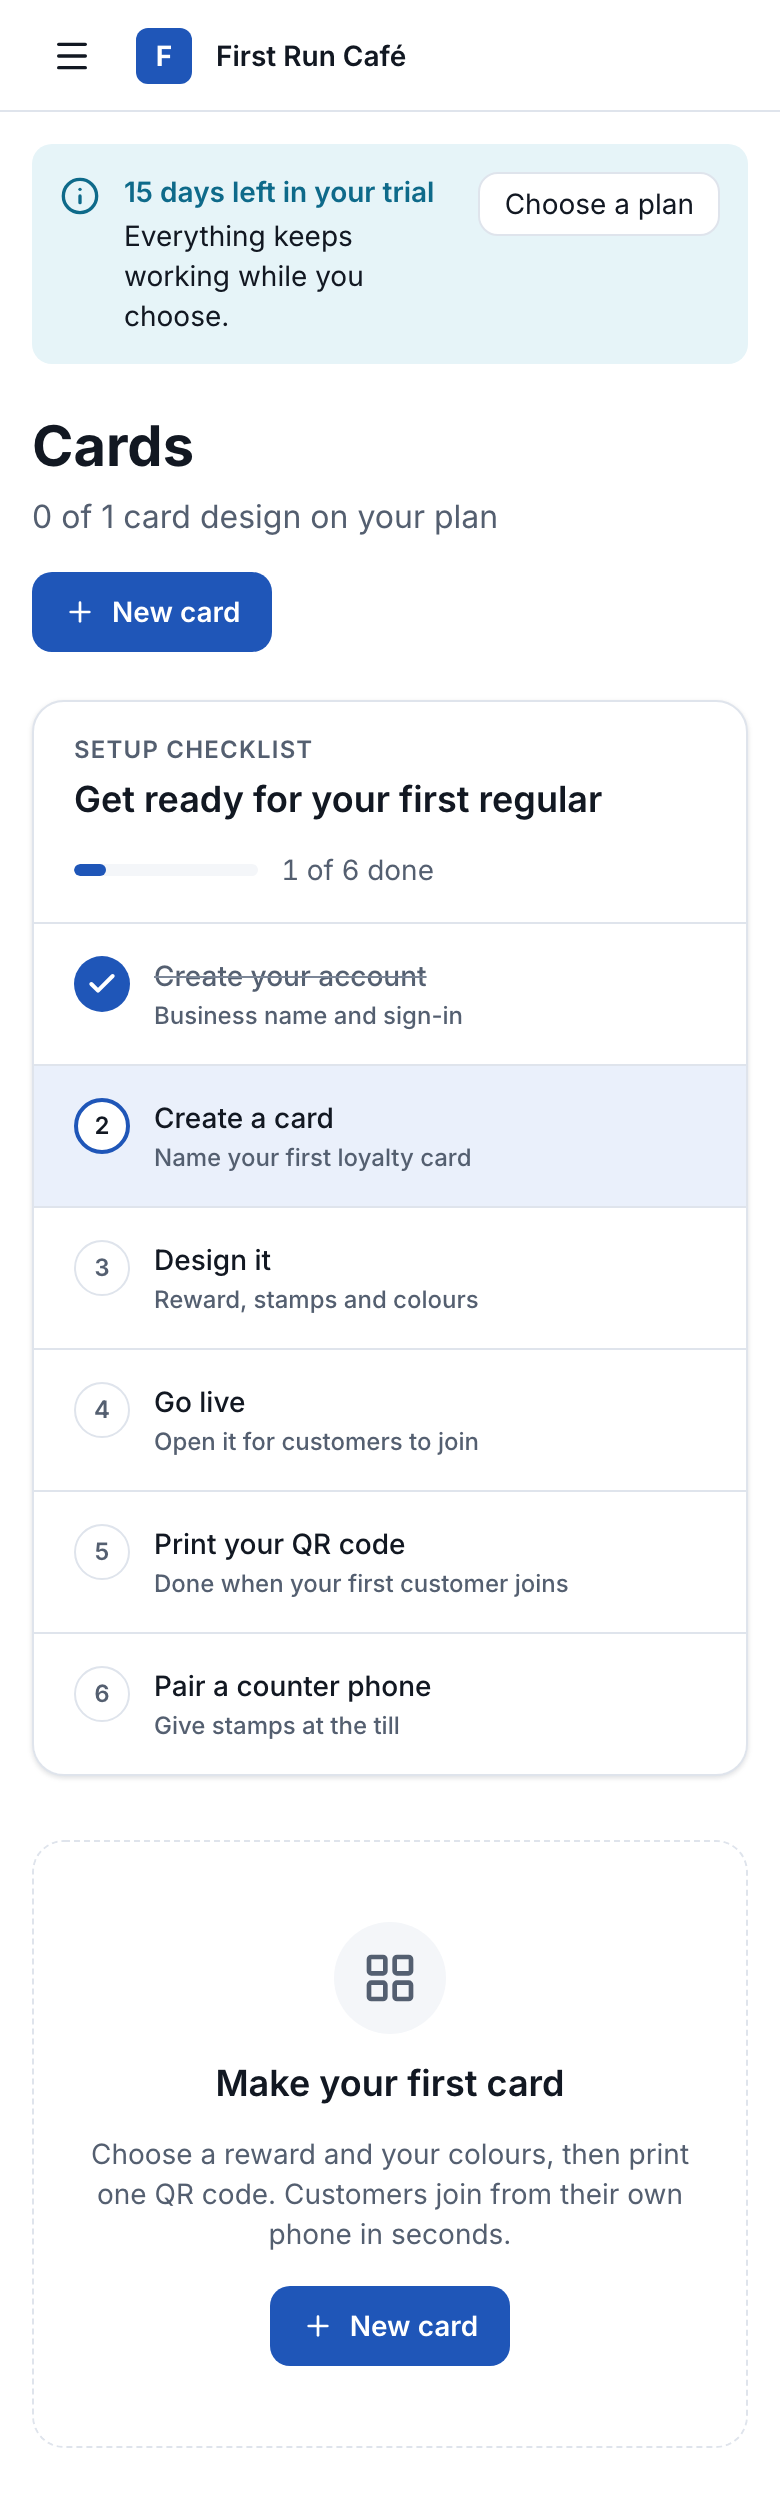 F First Run Café
15 days left in your trial
Everything keeps
working while you
choose.
Choose a plan
Cards
0 of 1 card design on your plan
+ New card
SETUP CHECKLIST
Get ready for your first regular
1 of 6 done
Create your account
Business name and sign-in
2 Create a card
Name your first loyalty card
3 Design it
Reward, stamps and colours
4 Go live
Open it for customers to join
5 Print your QR code
Done when your first customer joins
6 Pair a counter phone
Give stamps at the till
Make your first card
Choose a reward and your colours, then print
one QR code. Customers join from their own
phone in seconds.
+ New card